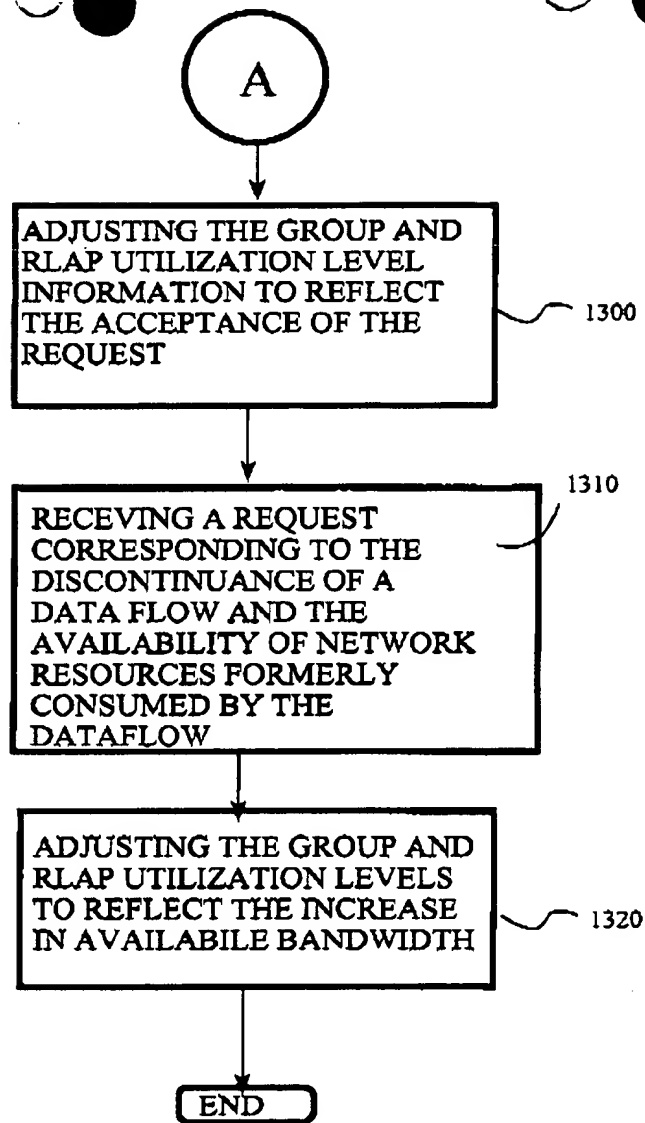 A
ADJUSTING THE GROUP AND
RLAP UTILIZATION LEVEL
INFORMATION TO REFLECT
THE ACCEPTANCE OF THE
REQUEST
1300
1310
RECEVING A REQUEST
CORRESPONDING TO THE
DISCONTINUANCE OF A
DATA FLOW AND THE
AVAILABILITY OF NETWORK
RESOURCES FORMERLY
CONSUMED BY THE
DATAFLOW
ADJUSTING THE GROUP AND
RLAP UTILIZATION LEVELS
TO REFLECT THE INCREASE
IN AVAILABILE BANDWIDTH
1320
END